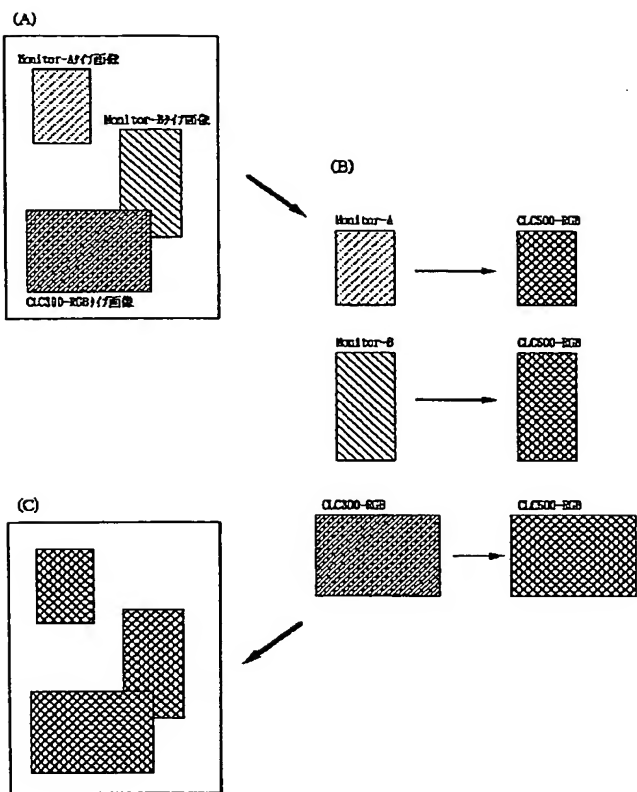 (A)
Monitor-Aタイプ画像
Monitor-Bタイプ画像
CLC300-RGBタイプ画像
(B)
Monitor-A
CLC500-RGB
Monitor-B
CLC500-RGB
CLC300-RGB
CLC500-RGB
(C)